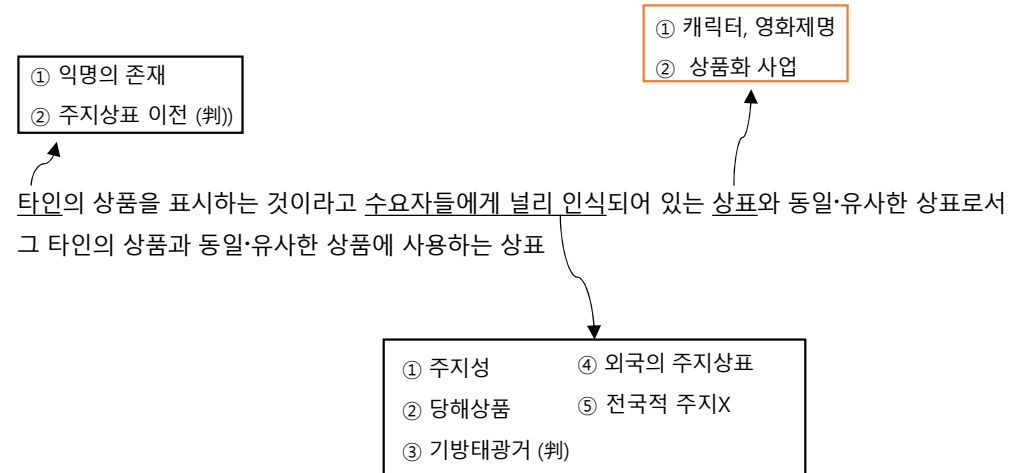 ① 캐릭터, 영화제명
② 상품화 사업
① 익명의 존재
② 주지상표 이전 (判))
타인의 상품을 표시하는 것이라고 수요자들에게 널리 인식되어 있는 상표와 동일·유사한 상표로서
그 타인의 상품과 동일·유사한 상품에 사용하는 상표
① 주지성
② 당해상품
③ 기방태광거 (判)
④ 외국의 주지상표
⑤ 전국적 주지X